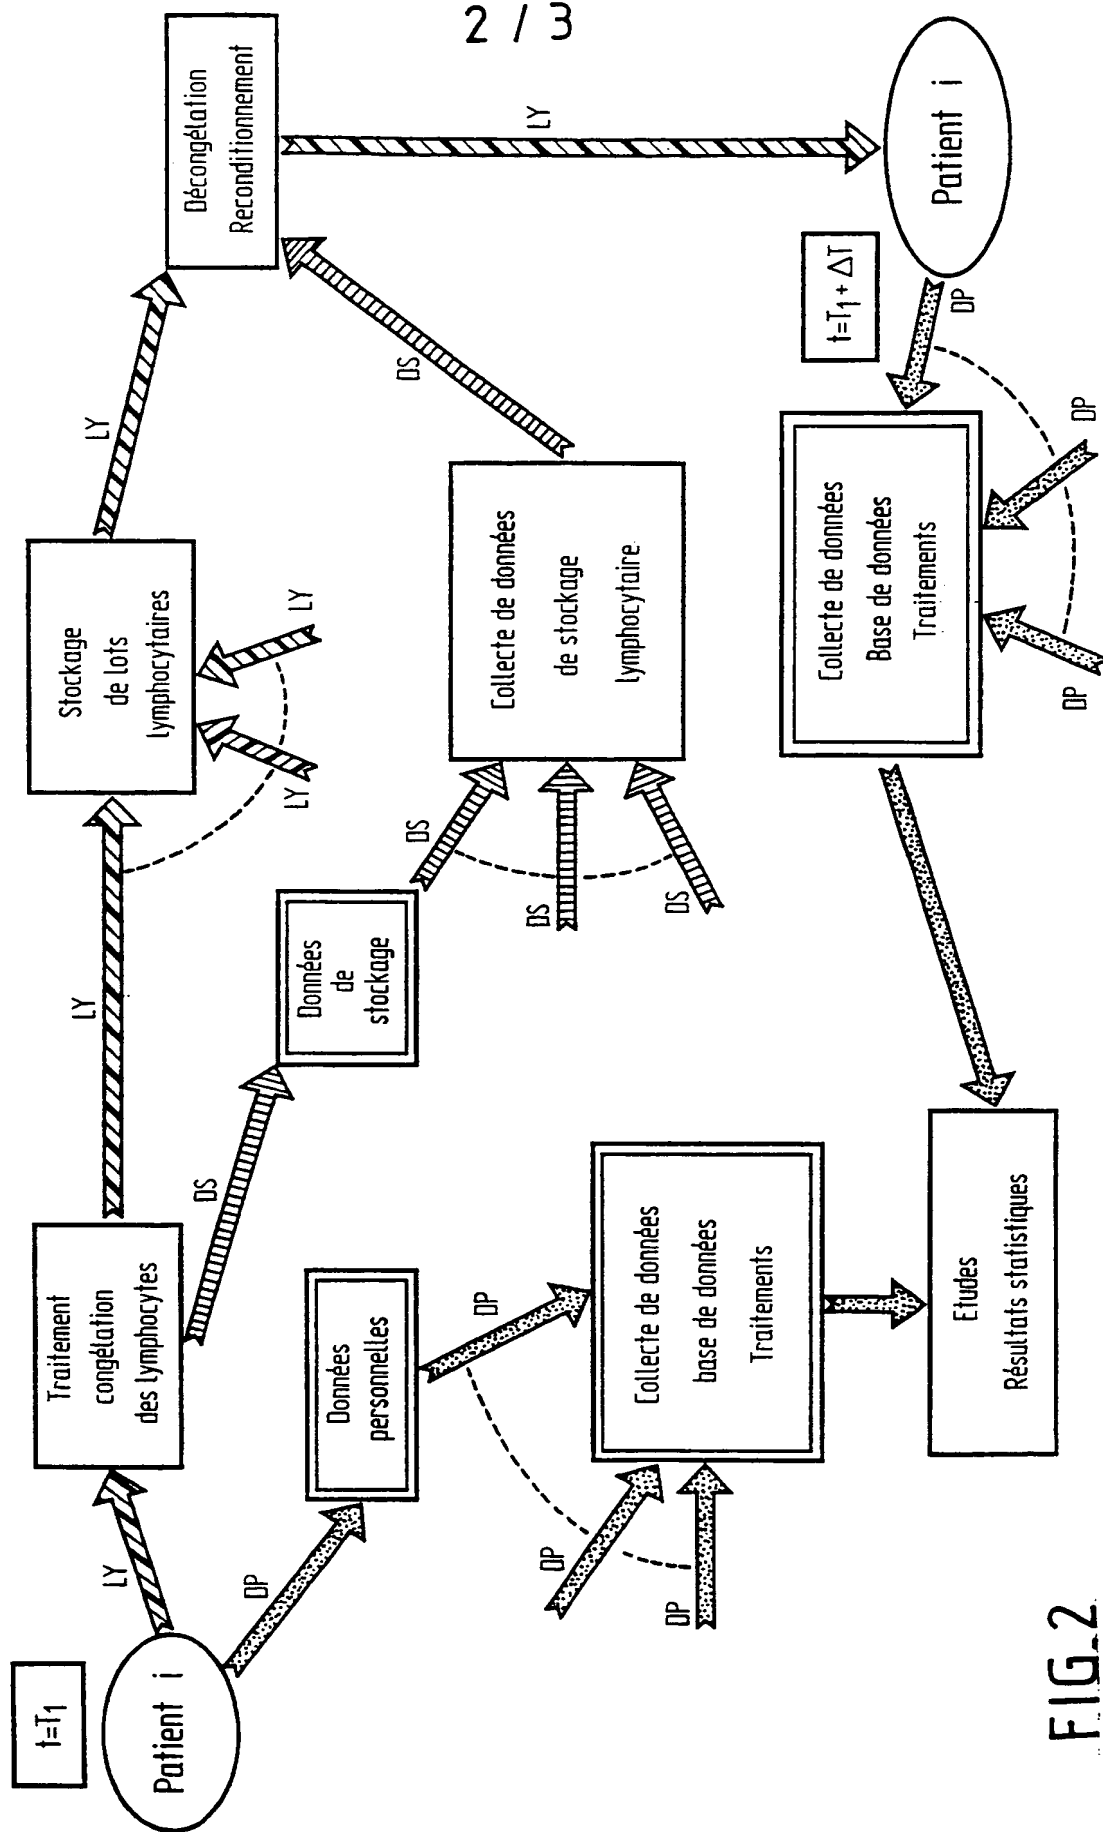 2 / 3
t=T1
Patient i
LY
DP
Traitement
congélation
des lymphocytes
LY
DS
Données
personnelles
DP
DP
DP
Collecte de données
base de données
Traitements
Etudes
Résultats statistiques
Données
de
stockage
DS
DS
DS
Stockage
de lots
lymphocytaires
LY
LY
LY
Collecte de données
de stockage
lymphocytaire
DS
Décongélation
Reconditionnement
LY
t=T1+ ΔT
Patient i
DP
DP
DP
Collecte de données
Base de données
Traitements
FIG_2